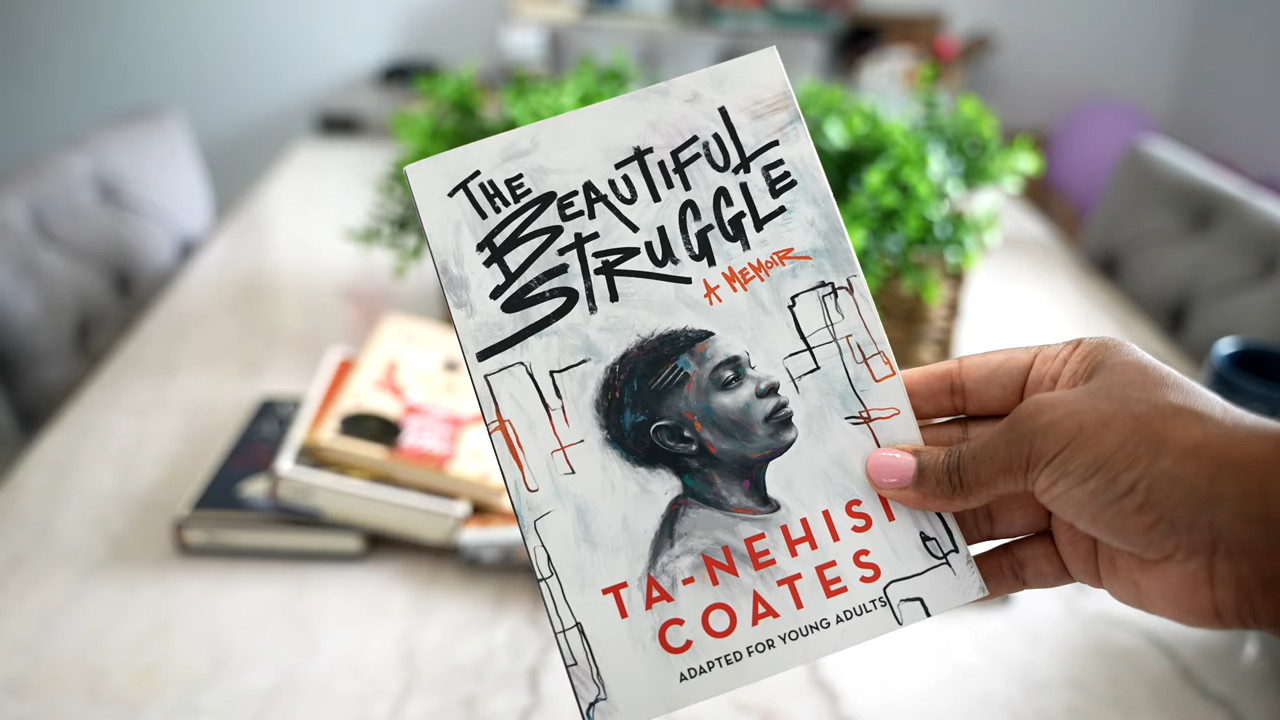 THE
BEAUTIFUL
STRUGGLE
A MEMOIR
TA-NEHISI
COATES
ADAPTED FOR YOUNG ADULTS